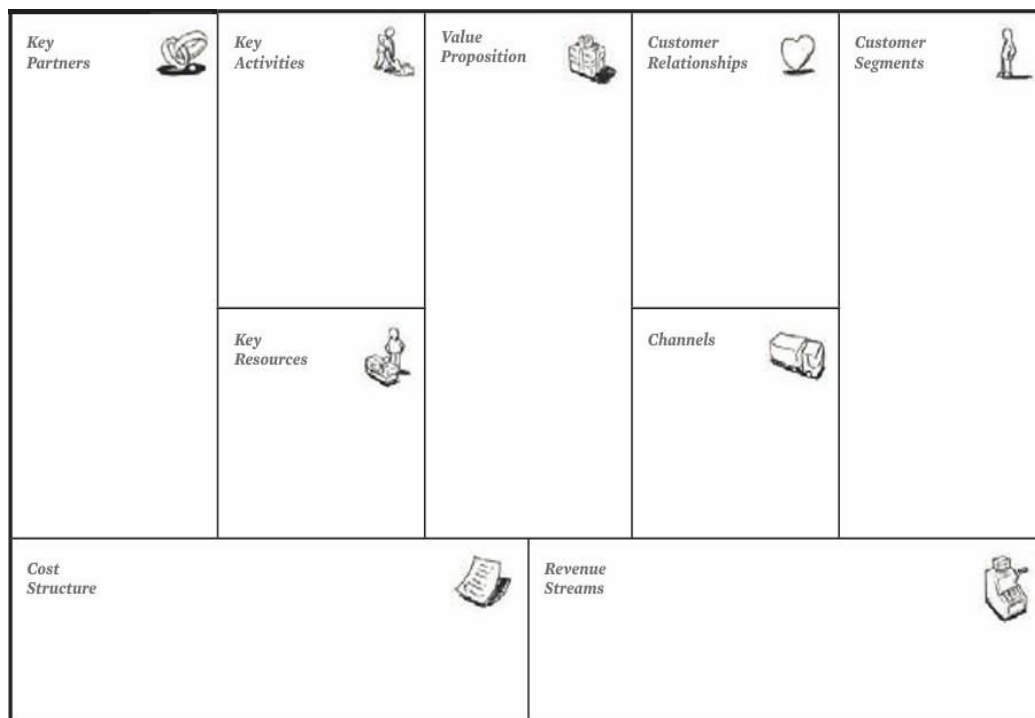 Key
Partners
Key
Activities
Value
Proposition
Customer
Relationships
Customer
Segments
Key
Resources
Channels
Cost
Structure
Revenue
Streams